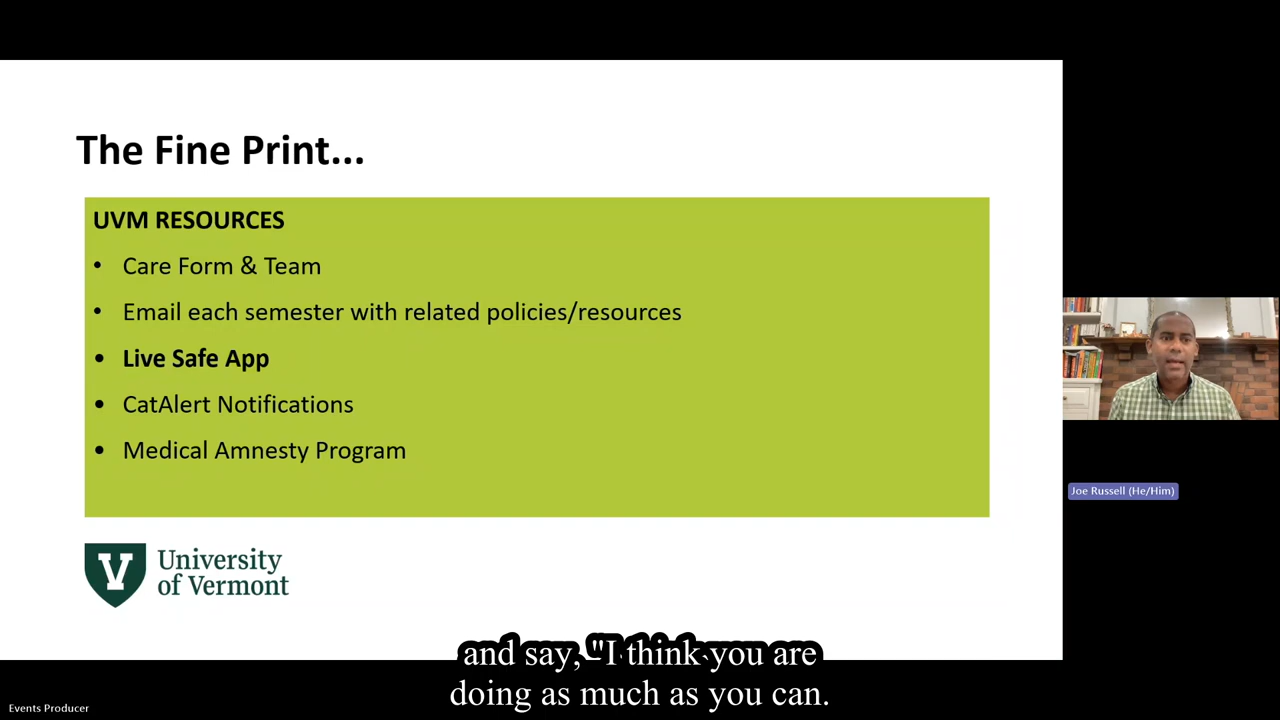 The Fine Print...
UVM RESOURCES
• Care Form & Team
• Email each semester with related policies/resources
• Live Safe App
• CatAlert Notifications
• Medical Amnesty Program
V
University
of Vermont
Joe Russell (He/Him)
and say, "I think you are
doing as much as you can.
Events Producer